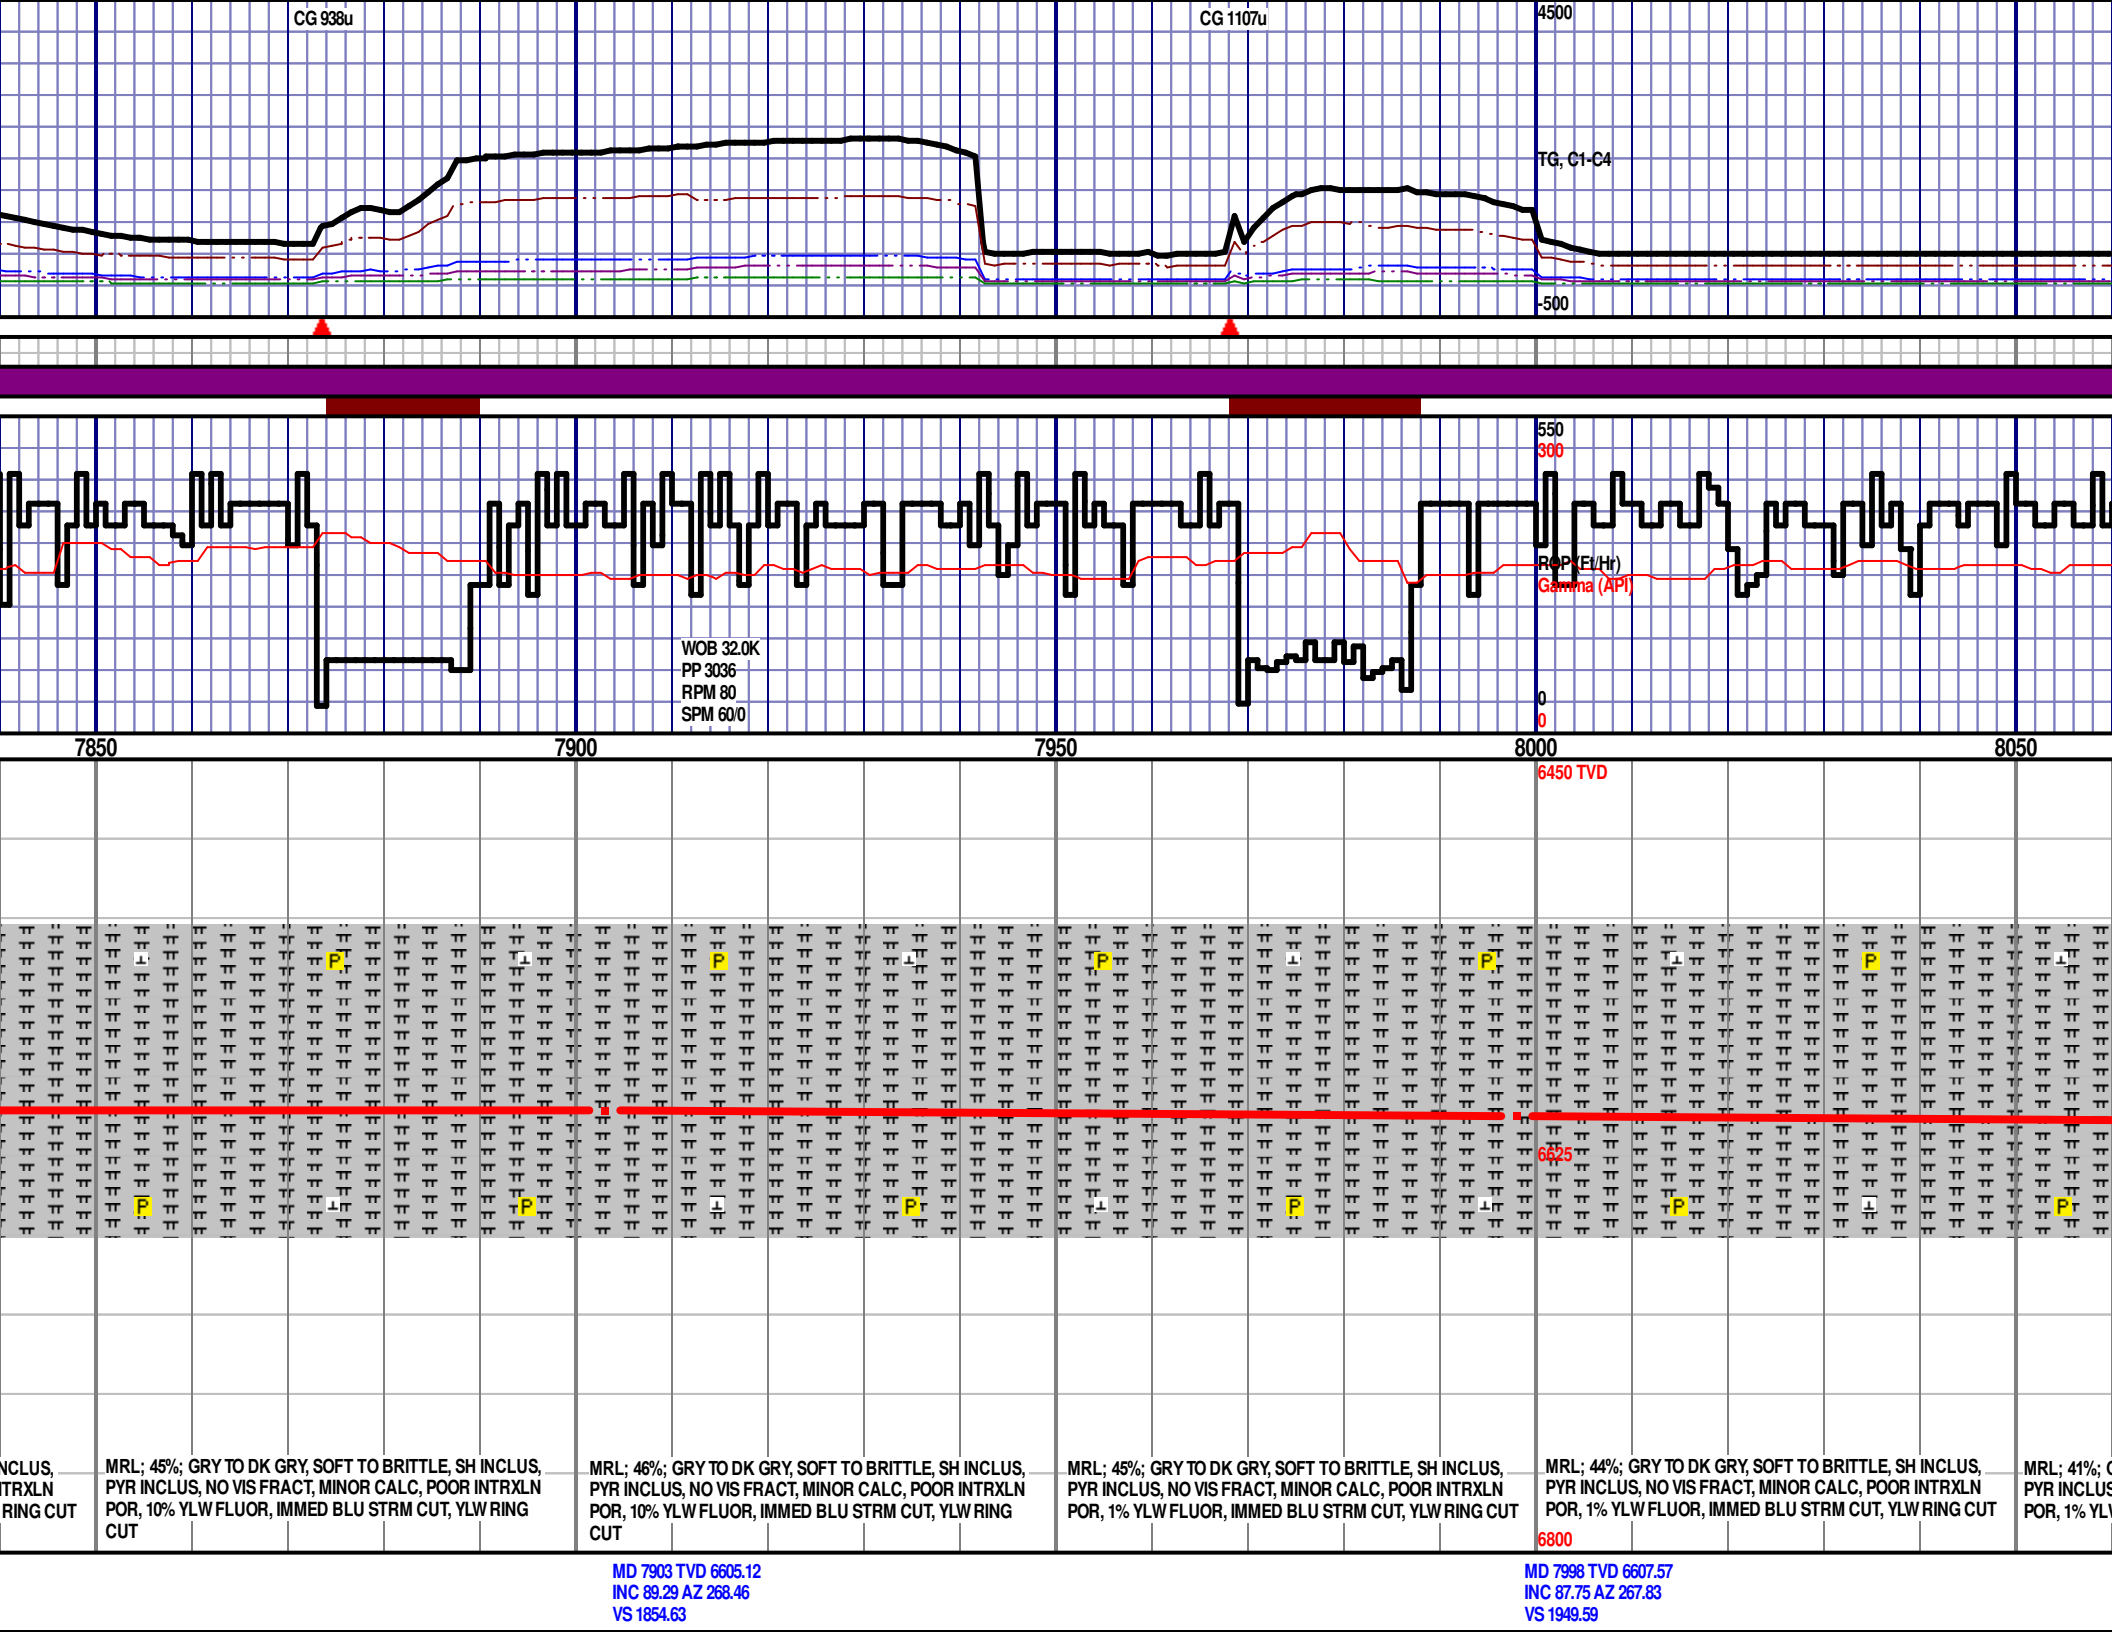 CG 938u
CG 1107u
4500
TG, C1-C4
-500
550
300
ROP (Ft/Hr)
Gamma (API)
WOB 32.0K
PP 3036
RPM 80
SPM 60/0
0
0
7850
7900
7950
8000
8050
6450 TVD
P
P
P
P
P
6625
P
P
P
P
P
P
NCLUS,
TRXLN
RING CUT
MRL; 45%; GRY TO DK GRY, SOFT TO BRITTLE, SH INCLUS,
PYR INCLUS, NO VIS FRACT, MINOR CALC, POOR INTRXLN
POR, 10% YLW FLUOR, IMMED BLU STRM CUT, YLW RING
CUT
MRL; 46%; GRY TO DK GRY, SOFT TO BRITTLE, SH INCLUS,
PYR INCLUS, NO VIS FRACT, MINOR CALC, POOR INTRXLN
POR, 10% YLW FLUOR, IMMED BLU STRM CUT, YLW RING
CUT
MRL; 45%; GRY TO DK GRY, SOFT TO BRITTLE, SH INCLUS,
PYR INCLUS, NO VIS FRACT, MINOR CALC, POOR INTRXLN
POR, 1% YLW FLUOR, IMMED BLU STRM CUT, YLW RING CUT
MRL; 44%; GRY TO DK GRY, SOFT TO BRITTLE, SH INCLUS,
PYR INCLUS, NO VIS FRACT, MINOR CALC, POOR INTRXLN
POR, 1% YLW FLUOR, IMMED BLU STRM CUT, YLW RING CUT
MRL; 41%;
PYR INCLUS
POR, 1% YL
6800
MD 7903 TVD 6605.12
INC 89.29 AZ 268.46
VS 1854.63
MD 7998 TVD 6607.57
INC 87.75 AZ 267.83
VS 1949.59